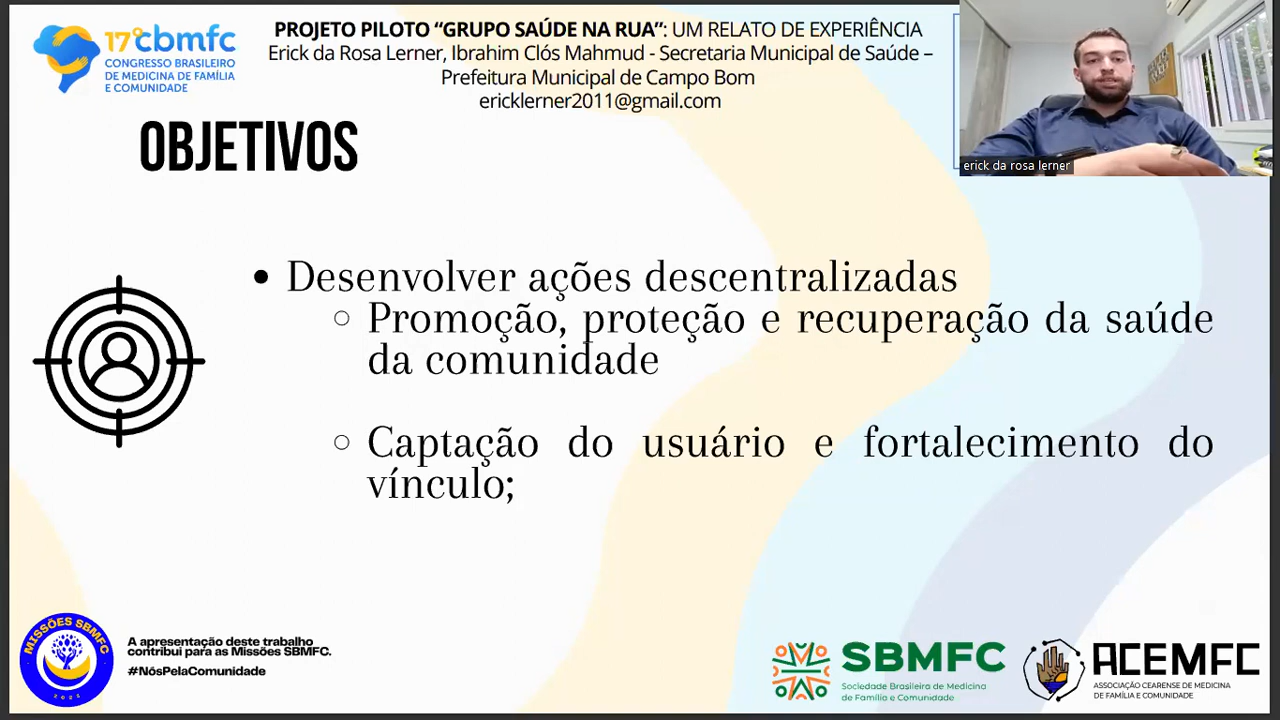 17º cbmfc
CONGRESSO BRASILEIRO
DE MEDICINA DE FAMÍLIA
E COMUNIDADE
PROJETO PILOTO “GRUPO SAÚDE NA RUA”: UM RELATO DE EXPERIÊNCIA
Erick da Rosa Lerner, Ibrahim Clós Mahmud - Secretaria Municipal de Saúde –
Prefeitura Municipal de Campo Bom
ericklerner2011@gmail.com
erick da rosa lerner
OBJETIVOS
• Desenvolver ações descentralizadas
○ Promoção, proteção e recuperação da saúde
da comunidade
○ Captação do usuário e fortalecimento do
vínculo;
MISSÕES SBMFC
2021
A apresentação deste trabalho
contribui para as Missões SBMFC.
#NósPelaComunidade
SBMFC
Sociedade Brasileira de Medicina
de Família e Comunidade
ACEMFC
ASSOCIAÇÃO CEARENSE DE MEDICINA
DE FAMÍLIA E COMUNIDADE